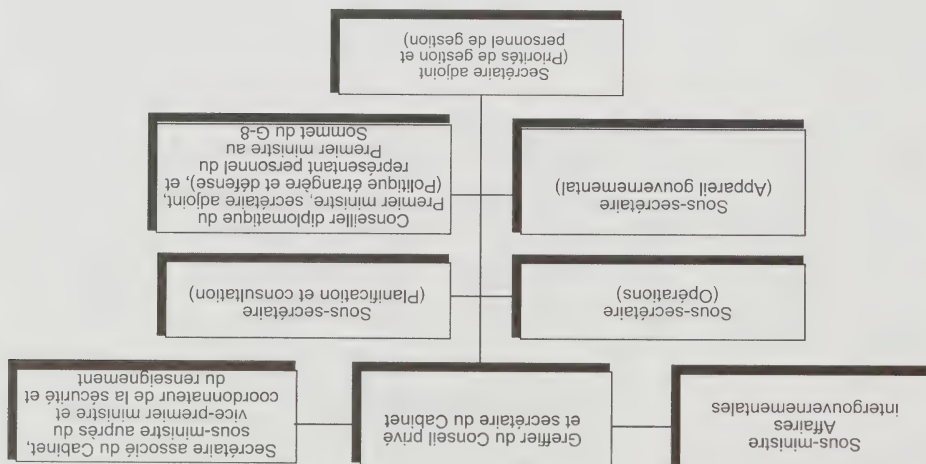 Sous-ministre
Affaires
intergouvernementales
Greffier du Conseil privé
et secrétaire du Cabinet
Secrétaire associé du Cabinet,
sous-ministre auprès du
vice-premier ministre et
coordonnateur de la sécurité et
du renseignement
Sous-secrétaire
(Opérations)
Sous-secrétaire
(Planification et consultation)
Sous-secrétaire
(Appareil gouvernemental)
Conseiller diplomatique du
Premier ministre, secrétaire adjoint,
(Politique étrangère et défense), et
représentant personnel du
Premier ministre au
Sommet du G-8
Secrétaire adjoint
(Priorités de gestion et
personnel de gestion)